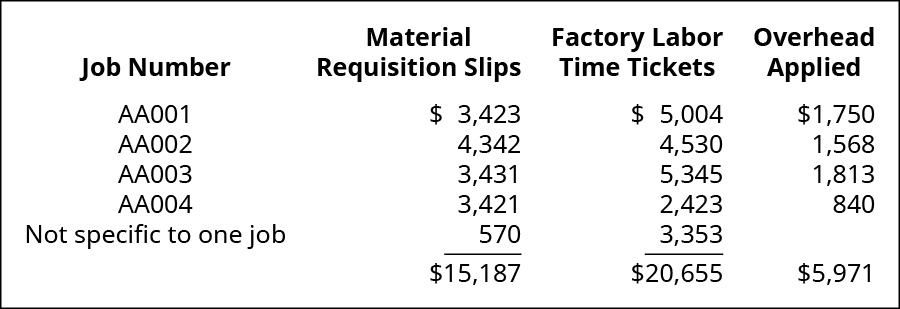 Job Number Material Requisition Slips Factory Labor Time Tickets Overhead Applied
AA001 $ 3,423 $ 5,004 $1,750
AA002 4,342 4,530 1,568
AA003 3,431 5,345 1,813
AA004 3,421 2,423 840
Not specific to one job 570 3,353
$15,187 $20,655 $5,971